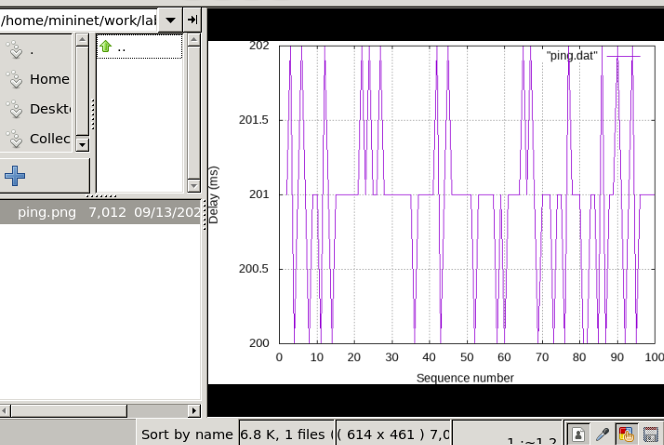 /home/mininet/work/lal
.
..
Home
Deskt
Collec
ping.png 7,012 09/13/202
202
201.5
201
200.5
200
Delay (ms)
"ping.dat"
0 10 20 30 40 50 60 70 80 90 100
Sequence number
Sort by name
6.8 K, 1 files (
( 614 x 461 ) 7,0